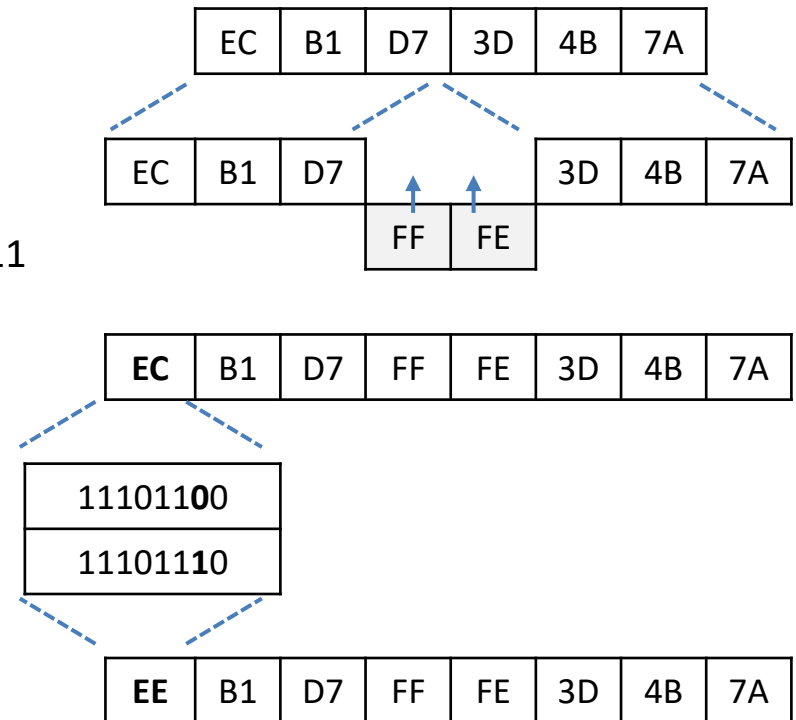 EC B1 D7 3D 4B 7A
EC B1 D7 3D 4B 7A
FF FE
11
EC B1 D7 FF FE 3D 4B 7A
11101100
11101110
EE B1 D7 FF FE 3D 4B 7A